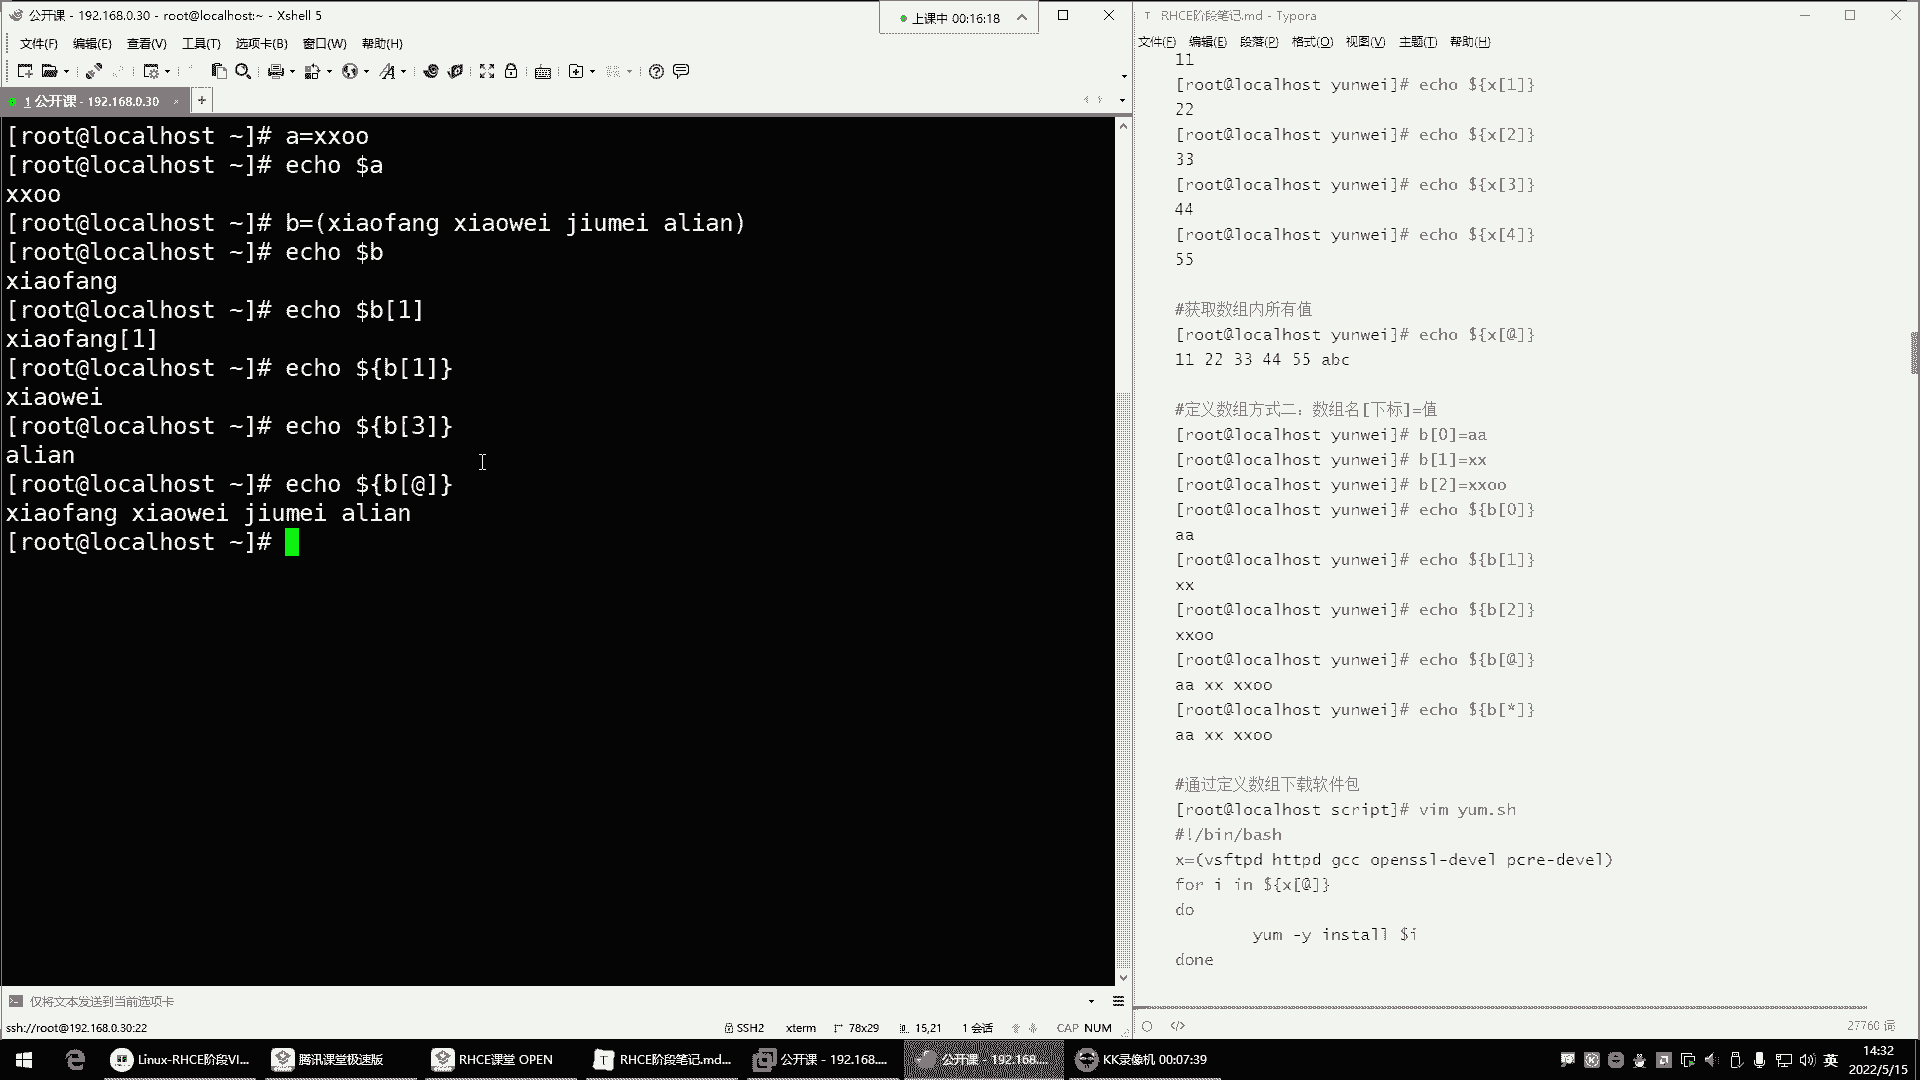 公开课 - 192.168.0.30 - root@localhost:~ - Xshell 5
上课中 00:16:18
文件(F) 编辑(E) 查看(V) 工具(T) 选项卡(B) 窗口(W) 帮助(H)
1 公开课 - 192.168.0.30
[root@localhost ~]# a=xxoo
[root@localhost ~]# echo $a
xxoo
[root@localhost ~]# b=(xiaofang xiaowei jiumei alian)
[root@localhost ~]# echo $b
xiaofang
[root@localhost ~]# echo $b[1]
xiaofang[1]
[root@localhost ~]# echo ${b[1]}
xiaowei
[root@localhost ~]# echo ${b[3]}
alian
[root@localhost ~]# echo ${b[@]}
xiaofang xiaowei jiumei alian
[root@localhost ~]#
仅将文本发送到当前选项卡
ssh://root@192.168.0.30:22 SSH2 xterm 78x29 15,21 1 会话 CAP NUM
RHCE阶段笔记.md - Typora
文件(F) 编辑(E) 段落(P) 格式(O) 视图(V) 主题(T) 帮助(H)
11
[root@localhost yunwei]# echo ${x[1]}
22
[root@localhost yunwei]# echo ${x[2]}
33
[root@localhost yunwei]# echo ${x[3]}
44
[root@localhost yunwei]# echo ${x[4]}
55
#获取数组内所有值
[root@localhost yunwei]# echo ${x[@]}
11 22 33 44 55 abc
#定义数组方式二：数组名[下标]=值
[root@localhost yunwei]# b[0]=aa
[root@localhost yunwei]# b[1]=xx
[root@localhost yunwei]# b[2]=xxoo
[root@localhost yunwei]# echo ${b[0]}
aa
[root@localhost yunwei]# echo ${b[1]}
xx
[root@localhost yunwei]# echo ${b[2]}
xxoo
[root@localhost yunwei]# echo ${b[@]}
aa xx xxoo
[root@localhost yunwei]# echo ${b[*]}
aa xx xxoo
#通过定义数组下载软件包
[root@localhost script]# vim yum.sh
#!/bin/bash
x=(vsftpd httpd gcc openssl-devel pcre-devel)
for i in ${x[@]}
do
yum -y install $i
done
27760 词
Linux-RHCE阶段VI... 腾讯课堂极速版 RHCE课堂 OPEN RHCE阶段笔记.md... 公开课 - 192.168.... 公开课 - 192.168.... KK录像机 00:07:39 英 14:32
2022/5/15